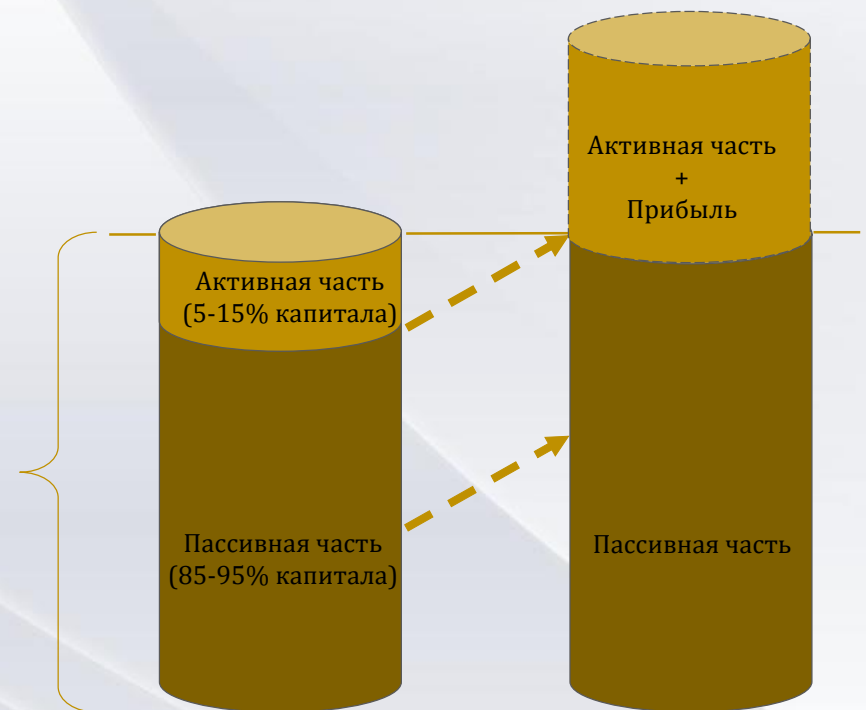 Активная часть
+
Прибыль
Активная часть
(5-15% капитала)
Пассивная часть
(85-95% капитала)
Пассивная часть